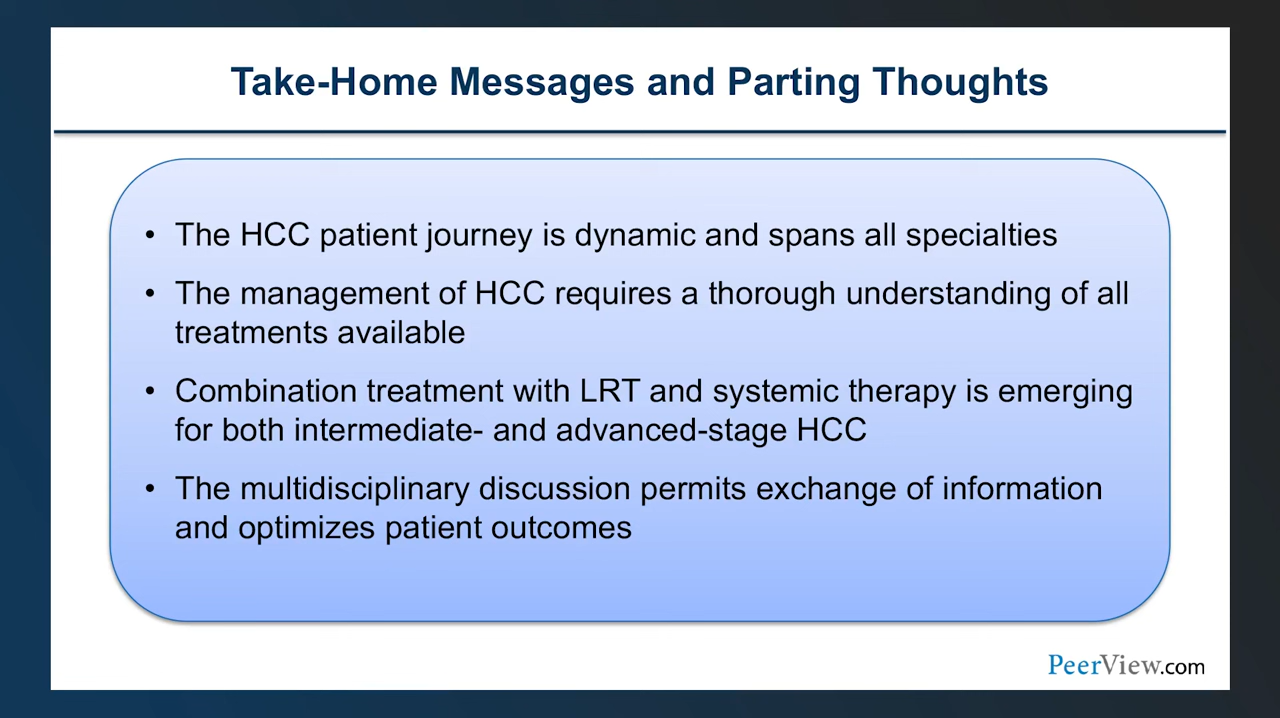 Take-Home Messages and Parting Thoughts
• The HCC patient journey is dynamic and spans all specialties
• The management of HCC requires a thorough understanding of all
treatments available
• Combination treatment with LRT and systemic therapy is emerging
for both intermediate- and advanced-stage HCC
• The multidisciplinary discussion permits exchange of information
and optimizes patient outcomes
PeerView.com